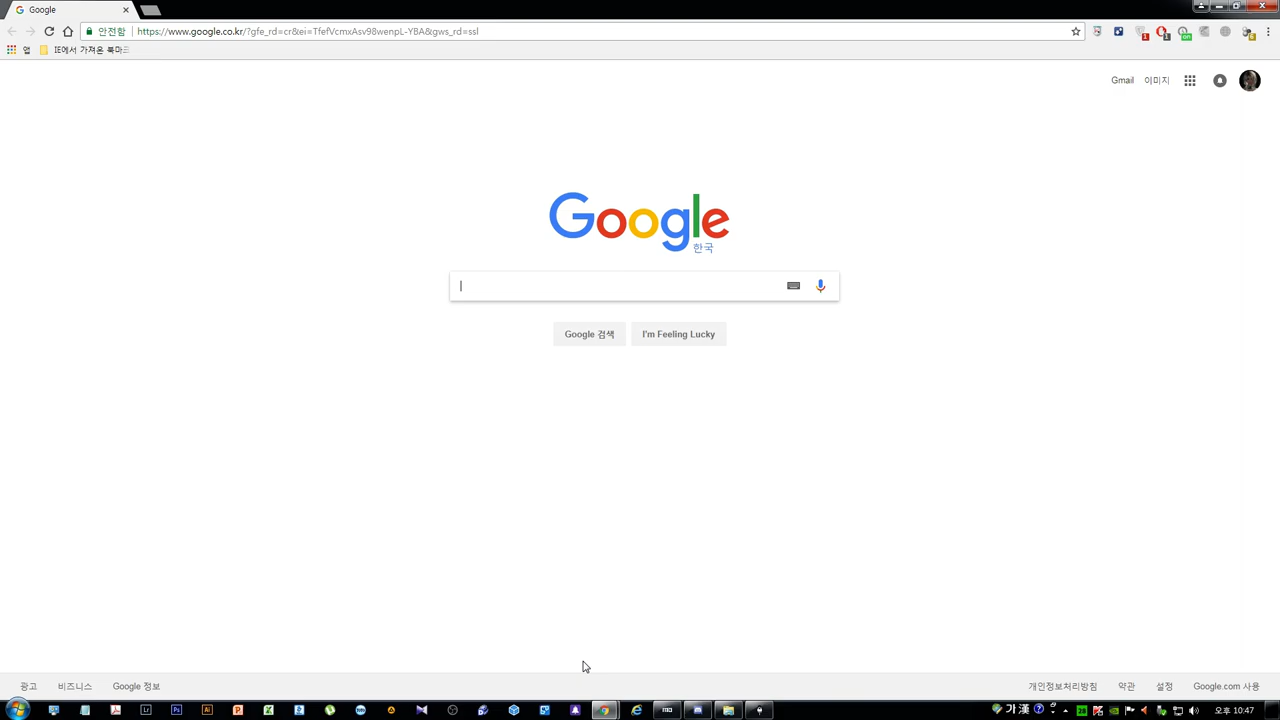 Google
안전함 https://www.google.co.kr/?gfe_rd=cr&ei=TfefVcmxAsv98wenpL-YBA&gws_rd=ssl
앱 IE에서 가져온 북마크
Gmail 이미지
Google
한국
Google 검색 I'm Feeling Lucky
광고 비즈니스 Google 정보 개인정보처리방침 약관 설정 Google.com 사용
가 漢 오후 10:47